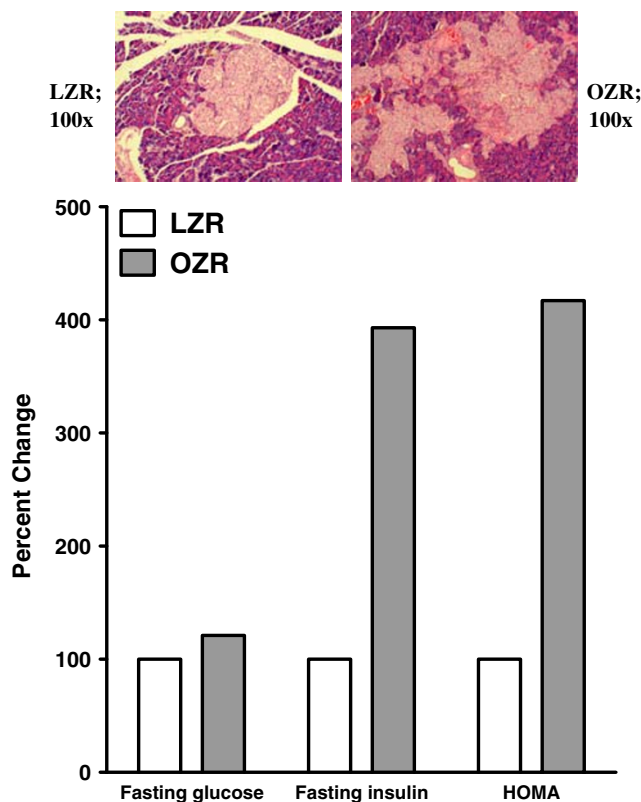 LZR;
100x
OZR;
100x
500
LZR
OZR
400
300
200
100
0
Percent Change
Fasting glucose
Fasting insulin
HOMA